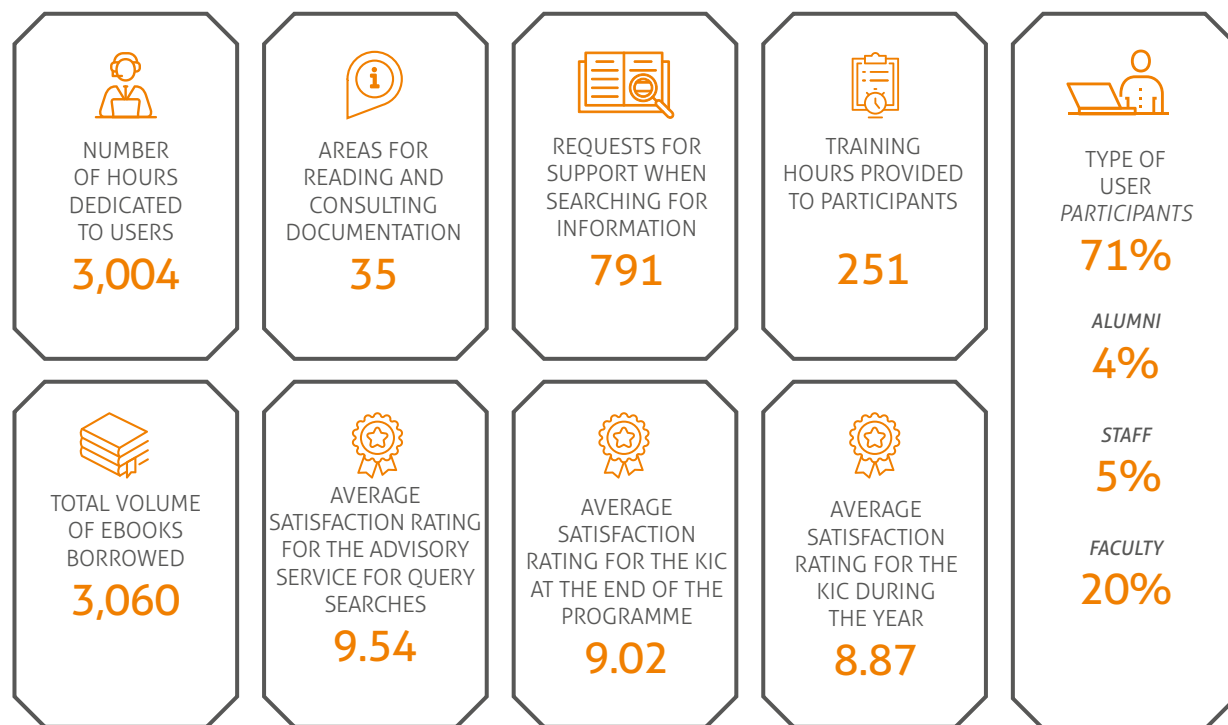 NUMBER
OF HOURS
DEDICATED
TO USERS
3,004
AREAS FOR
READING AND
CONSULTING
DOCUMENTATION
35
REQUESTS FOR
SUPPORT WHEN
SEARCHING FOR
INFORMATION
791
TRAINING
HOURS PROVIDED
TO PARTICIPANTS
251
TYPE OF
USER
PARTICIPANTS
71%
ALUMNI
4%
STAFF
5%
FACULTY
20%
TOTAL VOLUME
OF EBOOKS
BORROWED
3,060
AVERAGE
SATISFACTION RATING
FOR THE ADVISORY
SERVICE FOR QUERY
SEARCHES
9.54
AVERAGE
SATISFACTION
RATING FOR THE KIC
AT THE END OF THE
PROGRAMME
9.02
AVERAGE
SATISFACTION
RATING FOR THE
KIC DURING
THE YEAR
8.87